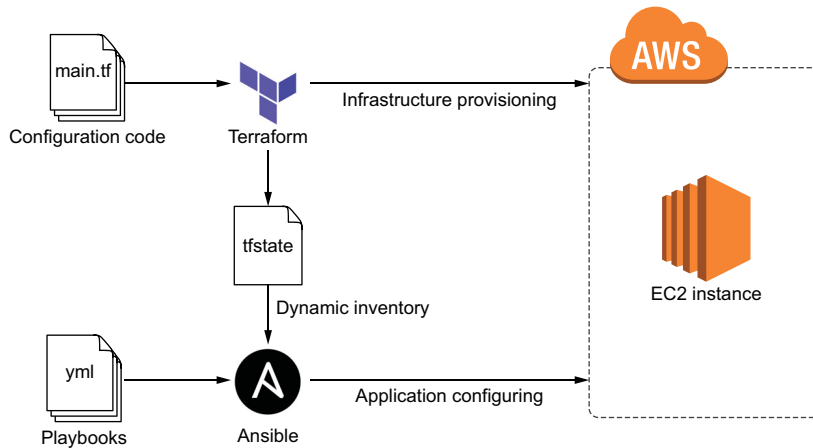 main.tf
Configuration code
Terraform
Infrastructure provisioning
AWS
tfstate
EC2 instance
Dynamic inventory
yml
Playbooks
Ansible
Application configuring